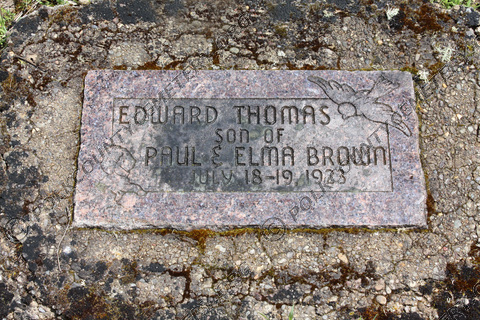 EDWARD THOMAS
SON OF
PAUL & ELMA BROWN
JULY 18-19, 1923